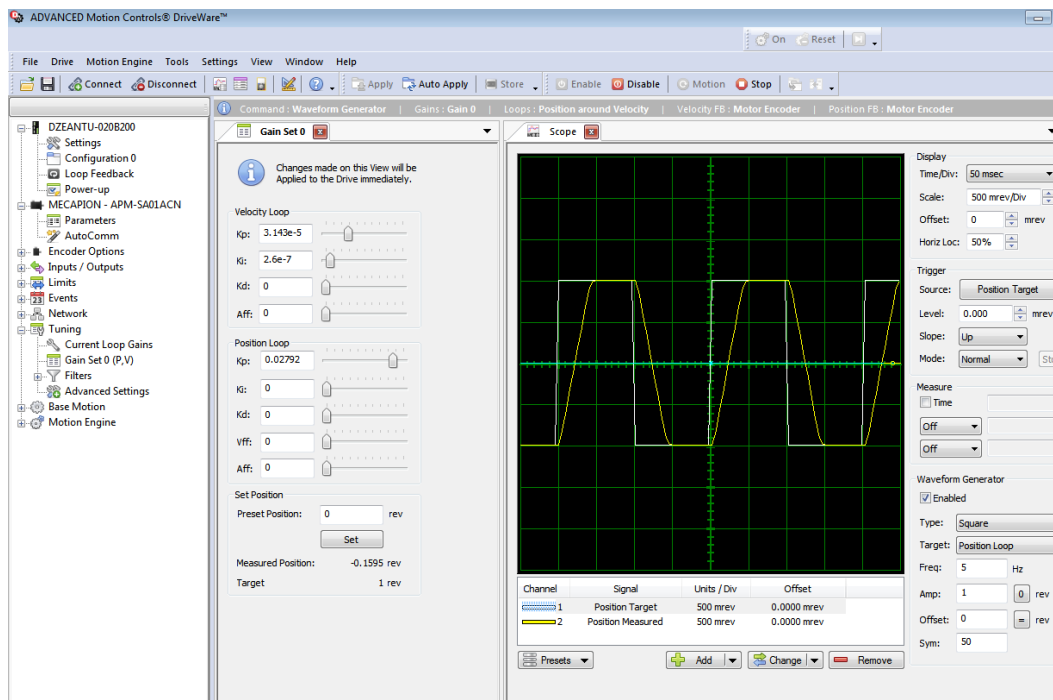 ADVANCED Motion Controls® DriveWare™
On Reset
File Drive Motion Engine Tools Settings View Window Help
Connect Disconnect Apply Auto Apply Store Enable Disable Motion Stop
Command : Waveform Generator | Gains : Gain 0 | Loops : Position around Velocity | Velocity FB : Motor Encoder | Position FB : Motor Encoder
DZEANTU-020B200
Settings
Configuration 0
Loop Feedback
Power-up
MECAPION - APM-SA01ACN
Parameters
AutoComm
Encoder Options
Inputs / Outputs
Limits
Events
Network
Tuning
Current Loop Gains
Gain Set 0 (P,V)
Filters
Advanced Settings
Base Motion
Motion Engine
Gain Set 0
Changes made on this View will be
Applied to the Drive immediately.
Velocity Loop
Kp: 3.143e-5
Ki: 2.6e-7
Kd: 0
Aff: 0
Position Loop
Kp: 0.02792
Ki: 0
Kd: 0
Vff: 0
Aff: 0
Set Position
Preset Position: 0 rev
Set
Measured Position: -0.1595 rev
Target 1 rev
Scope
Channel Signal Units / Div Offset
1 Position Target 500 mrev 0.0000 mrev
2 Position Measured 500 mrev 0.0000 mrev
Presets Add Change Remove
Display
Time/Div: 50 msec
Scale: 500 mrev/Div
Offset: 0 mrev
Horiz Loc: 50%
Trigger
Source: Position Target
Level: 0.000 mrev
Slope: Up
Mode: Normal
Measure
Time
Off
Off
Waveform Generator
Enabled
Type: Square
Target: Position Loop
Freq: 5 Hz
Amp: 1 0 rev
Offset: 0 = rev
Sym: 50